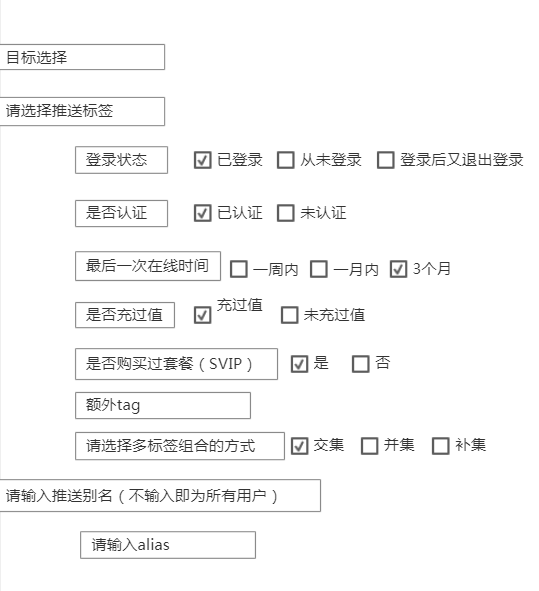 目标选择
请选择推送标签
登录状态 已登录 从未登录 登录后又退出登录
是否认证 已认证 未认证
最后一次在线时间 一周内 一月内 3个月
是否充过值 充过值 未充过值
是否购买过套餐（SVIP） 是 否
额外tag
请选择多标签组合的方式 交集 并集 补集
请输入推送别名（不输入即为所有用户）
请输入alias